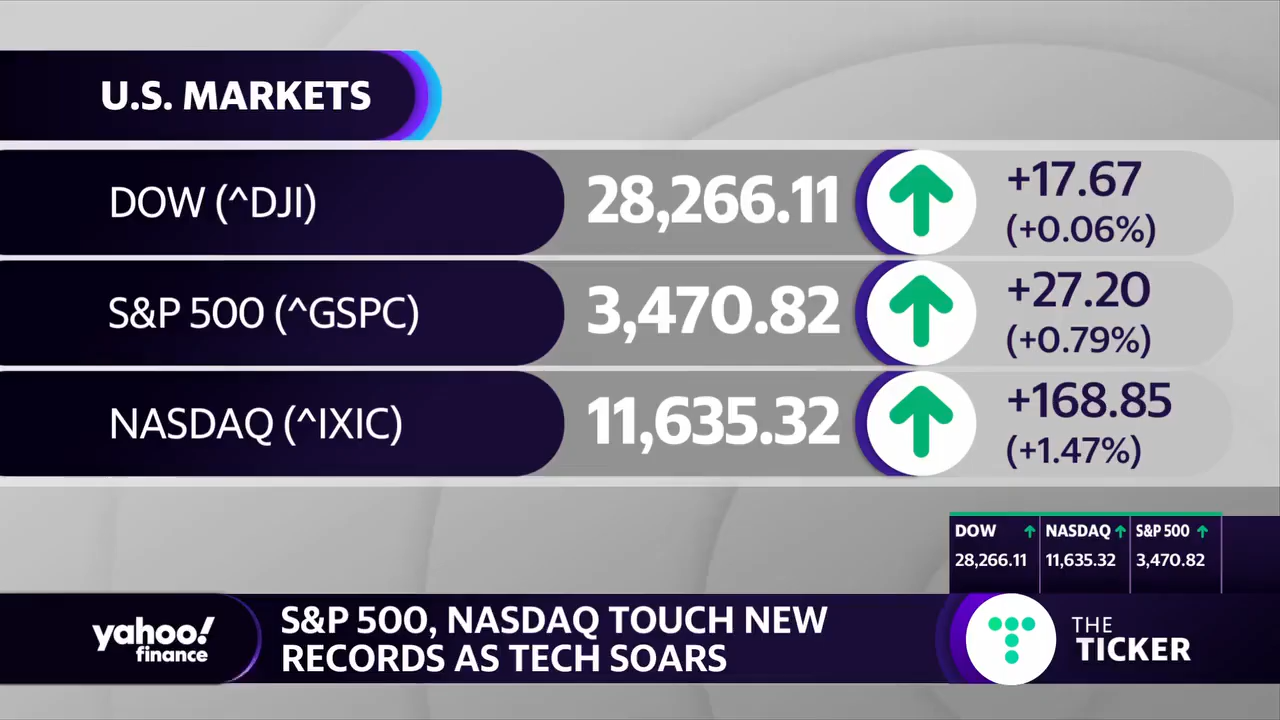 U.S. MARKETS
DOW (^DJI) 28,266.11 +17.67
(+0.06%)
S&P 500 (^GSPC) 3,470.82 +27.20
(+0.79%)
NASDAQ (^IXIC) 11,635.32 +168.85
(+1.47%)
DOW NASDAQ S&P 500
28,266.11 11,635.32 3,470.82
yahoo!
finance
S&P 500, NASDAQ TOUCH NEW
RECORDS AS TECH SOARS
THE
TICKER